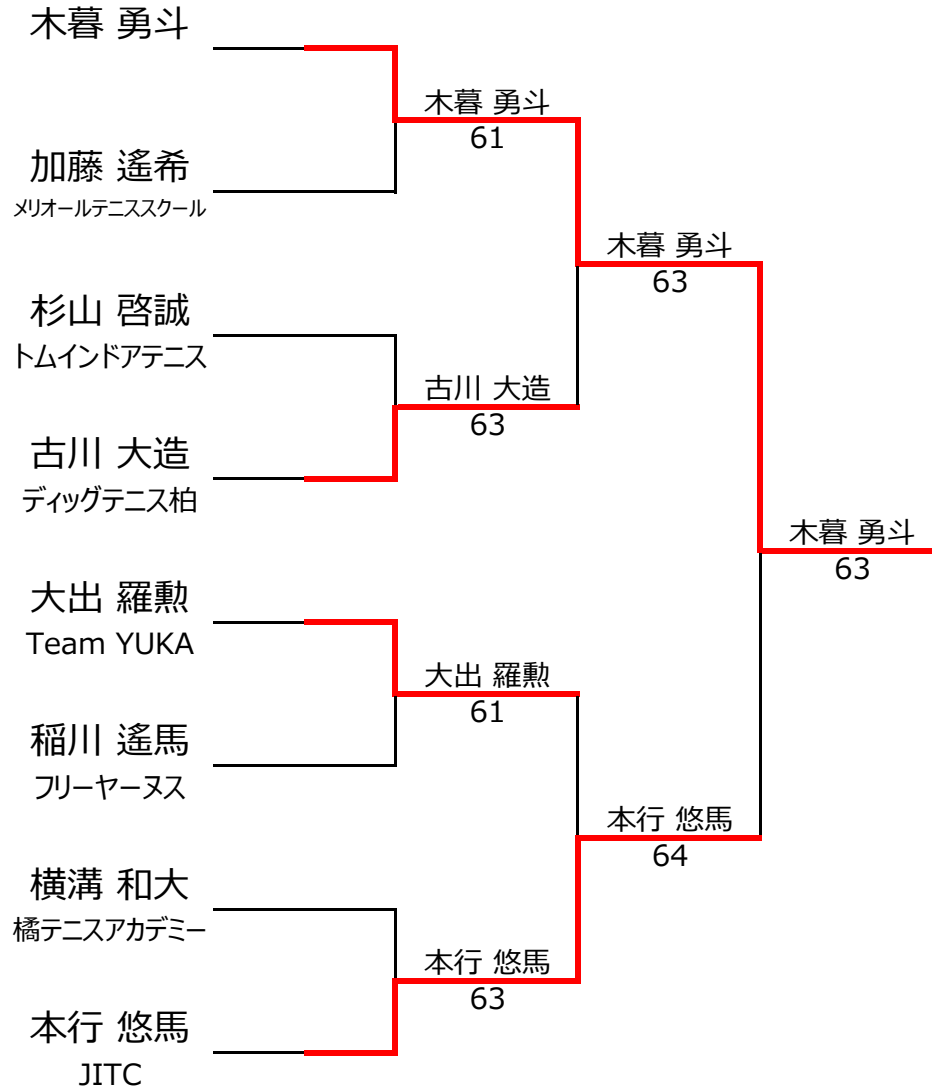 木暮 勇斗
木暮 勇斗
61
加藤 遙希
メリオールテニススクール
木暮 勇斗
63
杉山 啓誠
トムインドアテニス
古川 大造
63
古川 大造
ディッグテニス柏
木暮 勇斗
63
大出 羅勲
Team YUKA
大出 羅勲
61
稲川 遙馬
フリーヤーヌス
本行 悠馬
64
横溝 和大
橘テニスアカデミー
本行 悠馬
63
本行 悠馬
JITC